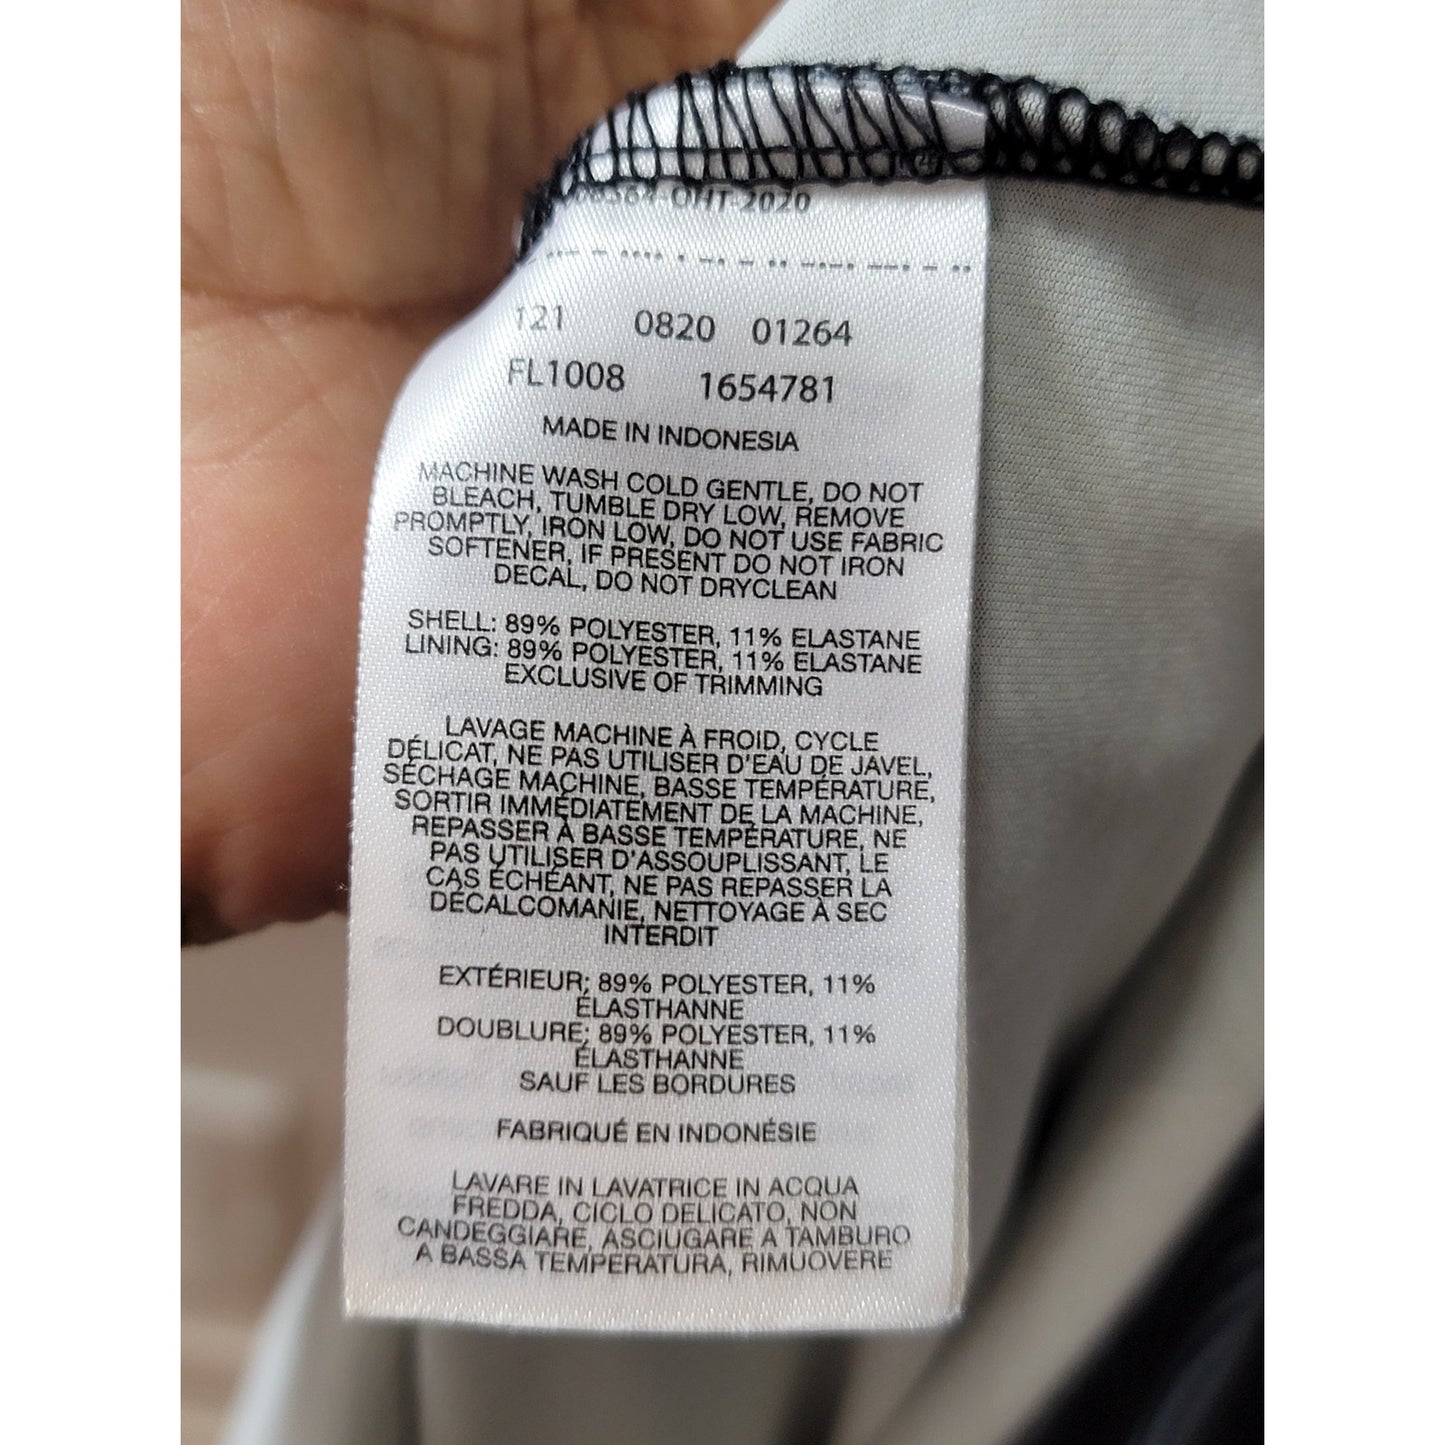 -OHT-2020
121 0820 01264
FL1008 1654781
MADE IN INDONESIA
MACHINE WASH COLD GENTLE, DO NOT
BLEACH, TUMBLE DRY LOW, REMOVE
PROMPTLY, IRON LOW, DO NOT USE FABRIC
SOFTENER, IF PRESENT DO NOT IRON
DECAL, DO NOT DRYCLEAN
SHELL: 89% POLYESTER, 11% ELASTANE
LINING: 89% POLYESTER, 11% ELASTANE
EXCLUSIVE OF TRIMMING
LAVAGE MACHINE À FROID, CYCLE
DÉLICAT, NE PAS UTILISER D'EAU DE JAVEL,
SÉCHAGE MACHINE, BASSE TEMPÉRATURE,
SORTIR IMMÉDIATEMENT DE LA MACHINE,
REPASSER À BASSE TEMPÉRATURE, NE
PAS UTILISER D'ASSOUPLISSANT, LE
CAS ÉCHÉANT, NE PAS REPASSER LA
DÉCALCOMANIE, NETTOYAGE À SEC
INTERDIT
EXTÉRIEUR; 89% POLYESTER, 11%
ÉLASTHANNE
DOUBLURE; 89% POLYESTER, 11%
ÉLASTHANNE
SAUF LES BORDURES
FABRIQUÉ EN INDONÉSIE
LAVARE IN LAVATRICE IN ACQUA
FREDDA, CICLO DELICATO, NON
CANDEGGIARE, ASCIUGARE A TAMBURO
A BASSA TEMPERATURA, RIMUOVERE